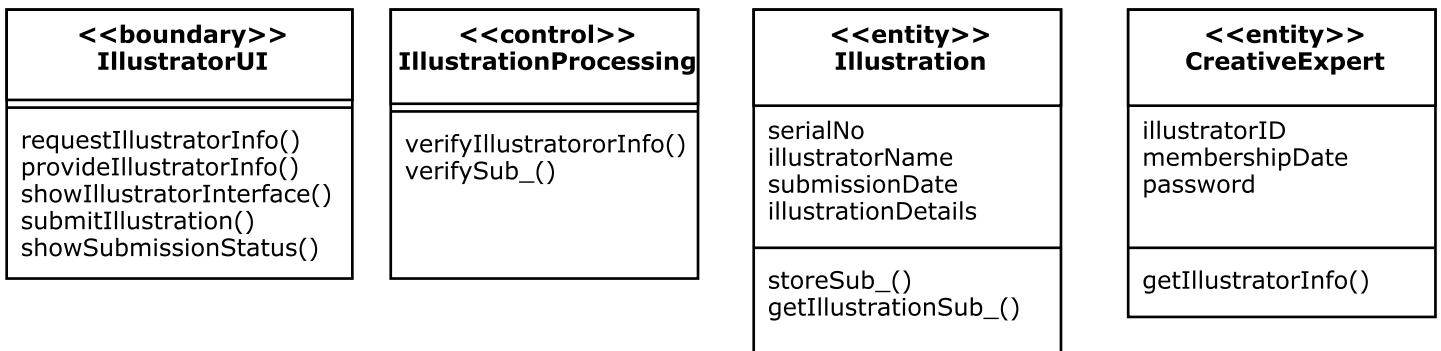 <<boundary>>
IllustratorUI
requestIllustratorInfo()
provideIllustratorInfo()
showIllustratorInterface()
submitIllustration()
showSubmissionStatus()
<<control>>
IllustrationProcessing
verifyIllustratororInfo()
verifySub_()
<<entity>>
Illustration
serialNo
illustratorName
submissionDate
illustrationDetails
storeSub_()
getIllustrationSub_()
<<entity>>
CreativeExpert
illustratorID
membershipDate
password
getIllustratorInfo()